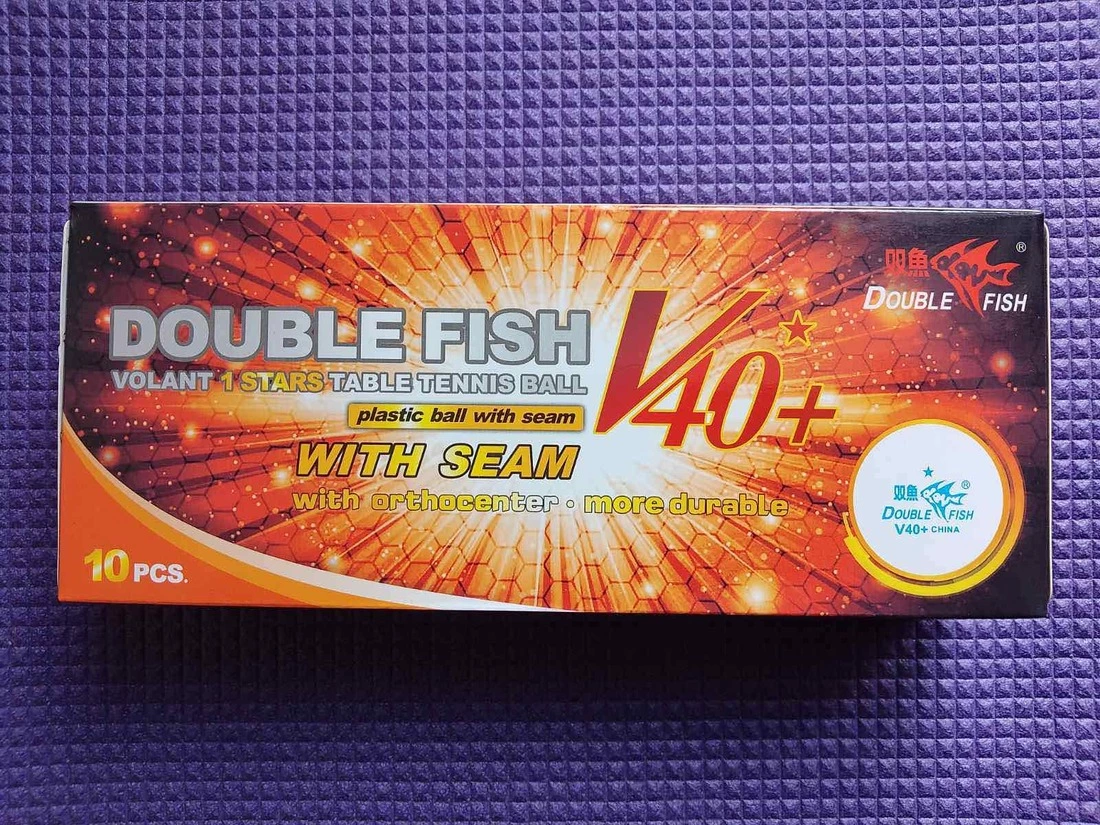 DOUBLE FISH
VOLANT 1 STARS TABLE TENNIS BALL
plastic ball with seam
WITH SEAM
with orthocenter · more durable
V40+
10 PCS.
双魚
®
DOUBLE FISH
双魚
®
DOUBLE FISH
V40+ CHINA